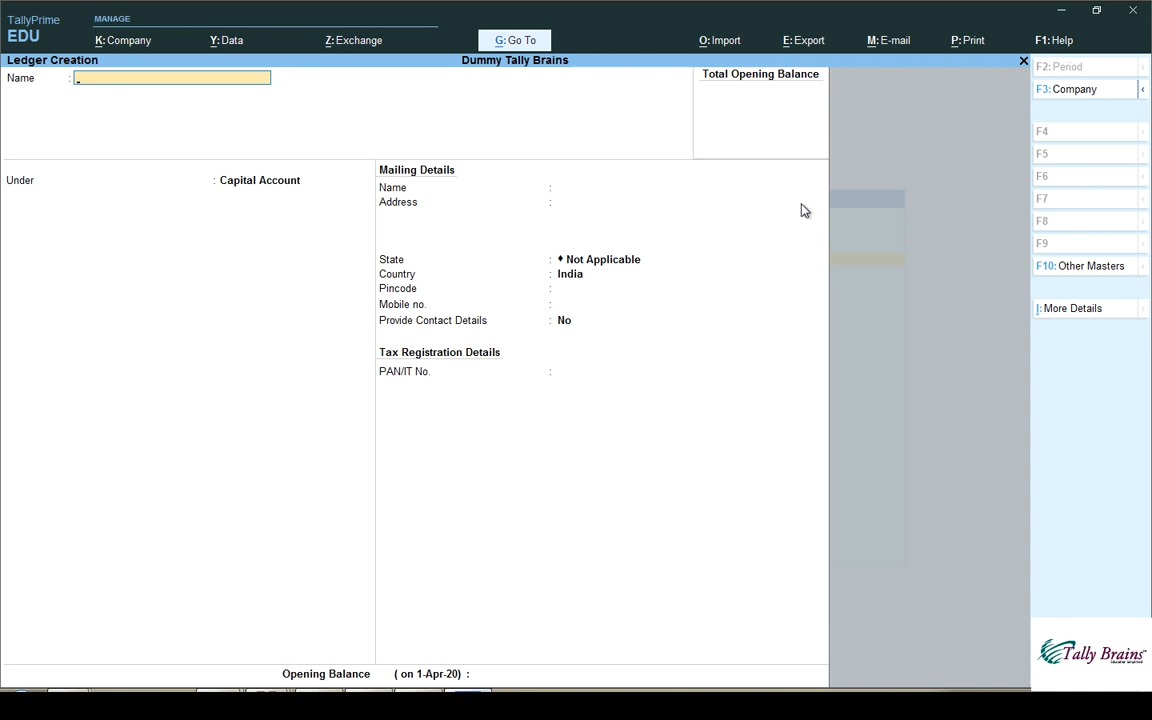 TallyPrime
EDU
MANAGE
K: Company
Y: Data
Z: Exchange
G: Go To
O: Import
E: Export
M: E-mail
P: Print
F1: Help
Ledger Creation
Dummy Tally Brains
Name :
Total Opening Balance
Under : Capital Account
Mailing Details
Name :
Address :
State : ♦ Not Applicable
Country : India
Pincode :
Mobile no. :
Provide Contact Details : No
Tax Registration Details
PAN/IT No. :
Opening Balance ( on 1-Apr-20) :
F2: Period
F3: Company
F4
F5
F6
F7
F8
F9
F10: Other Masters
I: More Details
Tally Brains